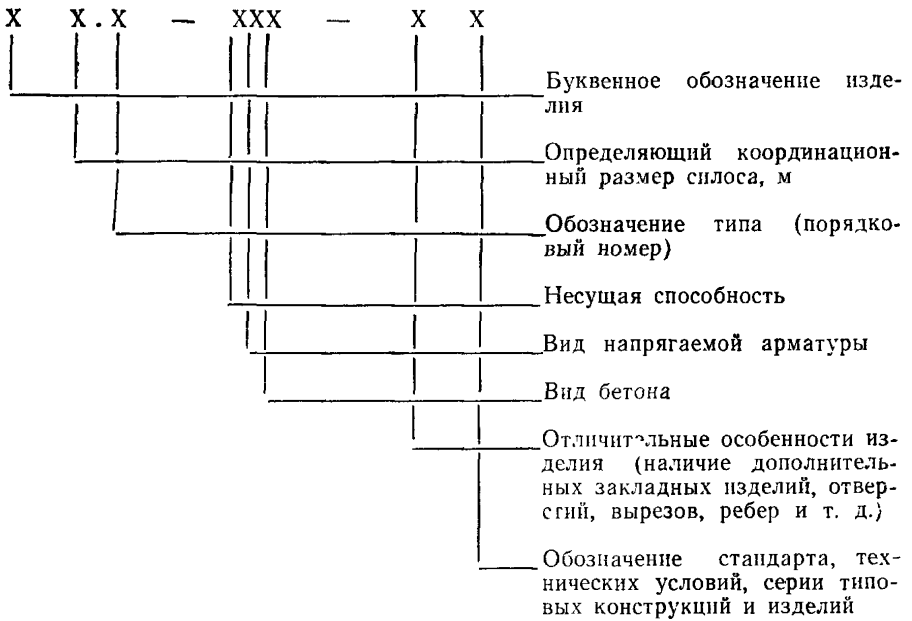 X X.X — XXX — X X
Буквенное обозначение изде-
лия
Определяющий координацион-
ный размер силоса, м
Обозначение типа (порядко-
вый номер)
Несущая способность
Вид напрягаемой арматуры
Вид бетона
Отличительные особенности из-
делия (наличие дополнитель-
ных закладных изделий, отвер-
стий, вырезов, ребер и т. д.)
Обозначение стандарта, тех-
нических условий, серии типо-
вых конструкций и изделий